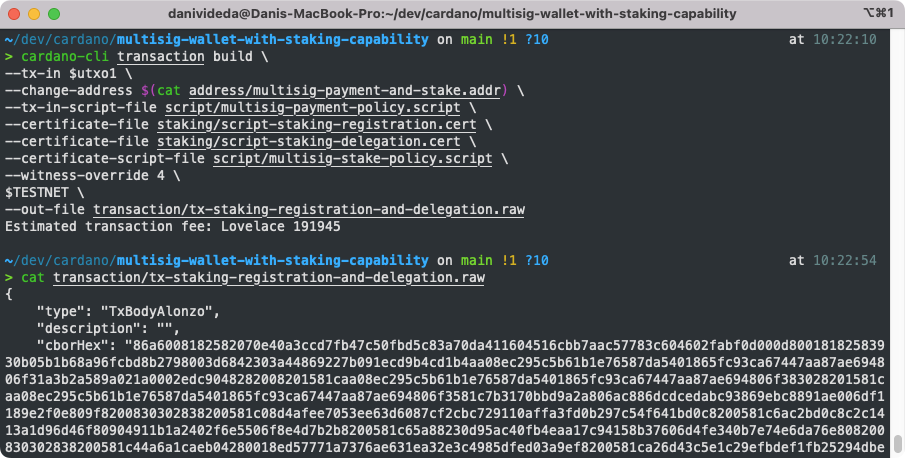 danivideda@Danis-MacBook-Pro:~/dev/cardano/multisig-wallet-with-staking-capability ⌥⌘1
~/dev/cardano/multisig-wallet-with-staking-capability on main !1 ?10 at 10:22:10
> cardano-cli transaction build \
--tx-in $utxo1 \
--change-address $(cat address/multisig-payment-and-stake.addr) \
--tx-in-script-file script/multisig-payment-policy.script \
--certificate-file staking/script-staking-registration.cert \
--certificate-file staking/script-staking-delegation.cert \
--certificate-script-file script/multisig-stake-policy.script \
--witness-override 4 \
$TESTNET \
--out-file transaction/tx-staking-registration-and-delegation.raw
Estimated transaction fee: Lovelace 191945
~/dev/cardano/multisig-wallet-with-staking-capability on main !1 ?10 at 10:22:54
> cat transaction/tx-staking-registration-and-delegation.raw
{
"type": "TxBodyAlonzo",
"description": "",
"cborHex": "86a6008182582070e40a3ccd7fb47c50fbd5c83a70da411604516cbb7aac57783c604602fabf0d000d800181825839
30b05b1b68a96fcbd8b2798003d6842303a44869227b091ecd9b4cd1b4aa08ec295c5b61b1e76587da5401865fc93ca67447aa87ae6948
06f31a3b2a589a021a0002edc9048282008201581caa08ec295c5b61b1e76587da5401865fc93ca67447aa87ae694806f383028201581c
aa08ec295c5b61b1e76587da5401865fc93ca67447aa87ae694806f3581c7b3170bbd9a2a806ac886dcdcedabc93869ebc8891ae006df1
189e2f0e809f8200830302838200581c08d4afee7053ee63d6087cf2cbc729110affa3fd0b297c54f641bd0c8200581c6ac2bd0c8c2c14
13a1d96d46f80904911b1a2402f6e5506f8e4d7b2b8200581c65a88230d95ac40fb4eaa17c94158b37606d4fe340b7e74e6da76e808200
830302838200581c44a6a1caeb04280018ed57771a7376ae631ea32e3c4985dfed03a9ef8200581ca26d43c5e1c29efbdef1fb25294dbe